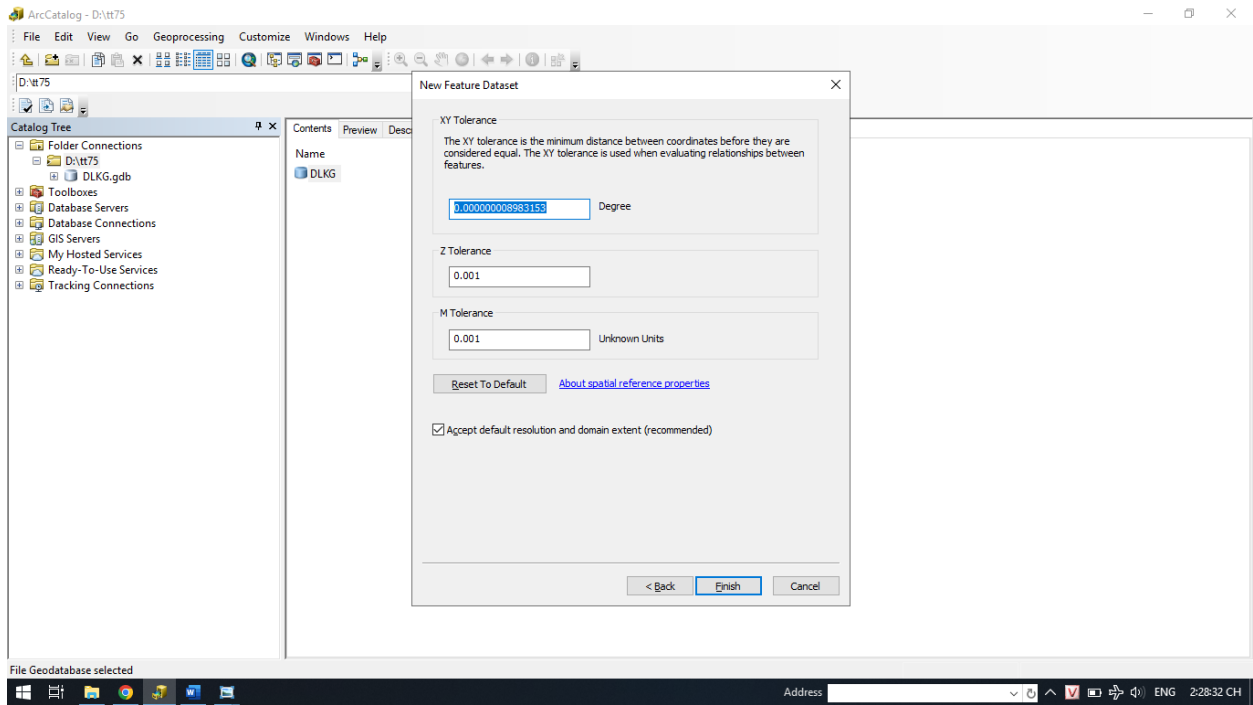 ArcCatalog - D:\tt75
File Edit View Go Geoprocessing Customize Windows Help
D:\tt75
Catalog Tree
Folder Connections
D:\tt75
DLKG.gdb
Toolboxes
Database Servers
Database Connections
GIS Servers
My Hosted Services
Ready-To-Use Services
Tracking Connections
Contents Preview Desc
Name
DLKG
New Feature Dataset
XY Tolerance
The XY tolerance is the minimum distance between coordinates before they are
considered equal. The XY tolerance is used when evaluating relationships between
features.
0.000000008983153 Degree
Z Tolerance
0.001
M Tolerance
0.001 Unknown Units
Reset To Default About spatial reference properties
Accept default resolution and domain extent (recommended)
< Back Finish Cancel
File Geodatabase selected
Address ENG 2:28:32 CH